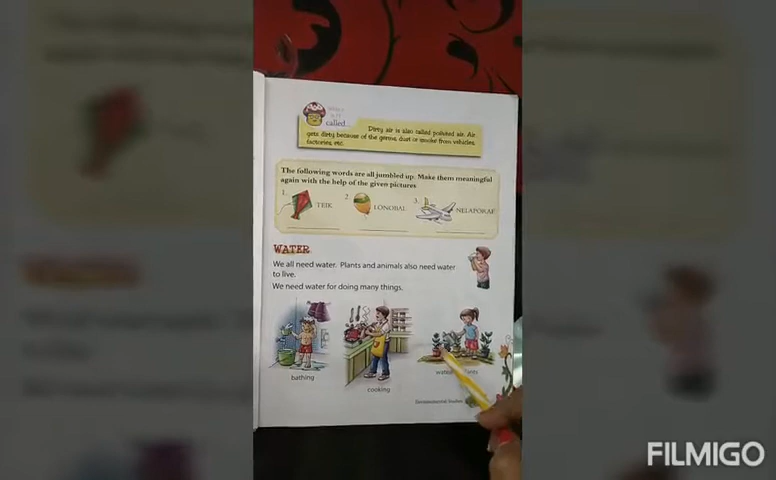 called...
Dirty air is also called polluted air. Air
gets dirty because of the germs, dust or smoke from vehicles,
factories, etc.
The following words are all jumbled up. Make them meaningful
again with the help of the given pictures
1. TEIK 2. LONOBAL 3. NELAPORAE
WATER
We all need water. Plants and animals also need water
to live.
We need water for doing many things.
bathing
cooking
Environmental Studies
FILMIGO